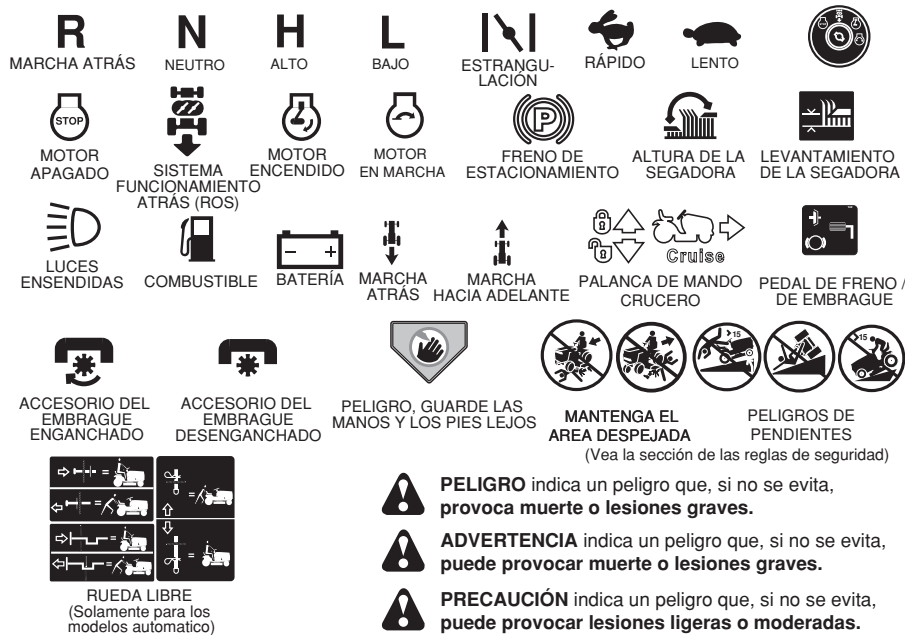 R
N
H
L
MARCHA ATRÁS
NEUTRO
ALTO
BAJO
ESTRANGU-
LACIÓN
RÁPIDO
LENTO
STOP
P
MOTOR
APAGADO
SISTEMA
FUNCIONAMIENTO
ATRÁS (ROS)
MOTOR
ENCENDIDO
MOTOR
EN MARCHA
FRENO DE
ESTACIONAMIENTO
ALTURA DE LA
SEGADORA
LEVANTAMIENTO
DE LA SEGADORA
LUCES
ENSENDIDAS
COMBUSTIBLE
BATERÍA
MARCHA
ATRÁS
MARCHA
HACIA ADELANTE
Cruise
PALANCA DE MANDO
CRUCERO
PEDAL DE FRENO /
DE EMBRAGUE
ACCESORIO DEL
EMBRAGUE
ENGANCHADO
ACCESORIO DEL
EMBRAGUE
DESENGANCHADO
PELIGRO, GUARDE LAS
MANOS Y LOS PIES LEJOS
MANTENGA EL
AREA DESPEJADA
15
15
PELIGROS DE
PENDIENTES
(Vea la sección de las reglas de seguridad)
RUEDA LIBRE
(Solamente para los
modelos automatico)
PELIGRO indica un peligro que, si no se evita,
provoca muerte o lesiones graves.
ADVERTENCIA indica un peligro que, si no se evita,
puede provocar muerte o lesiones graves.
PRECAUCIÓN indica un peligro que, si no se evita,
puede provocar lesiones ligeras o moderadas.